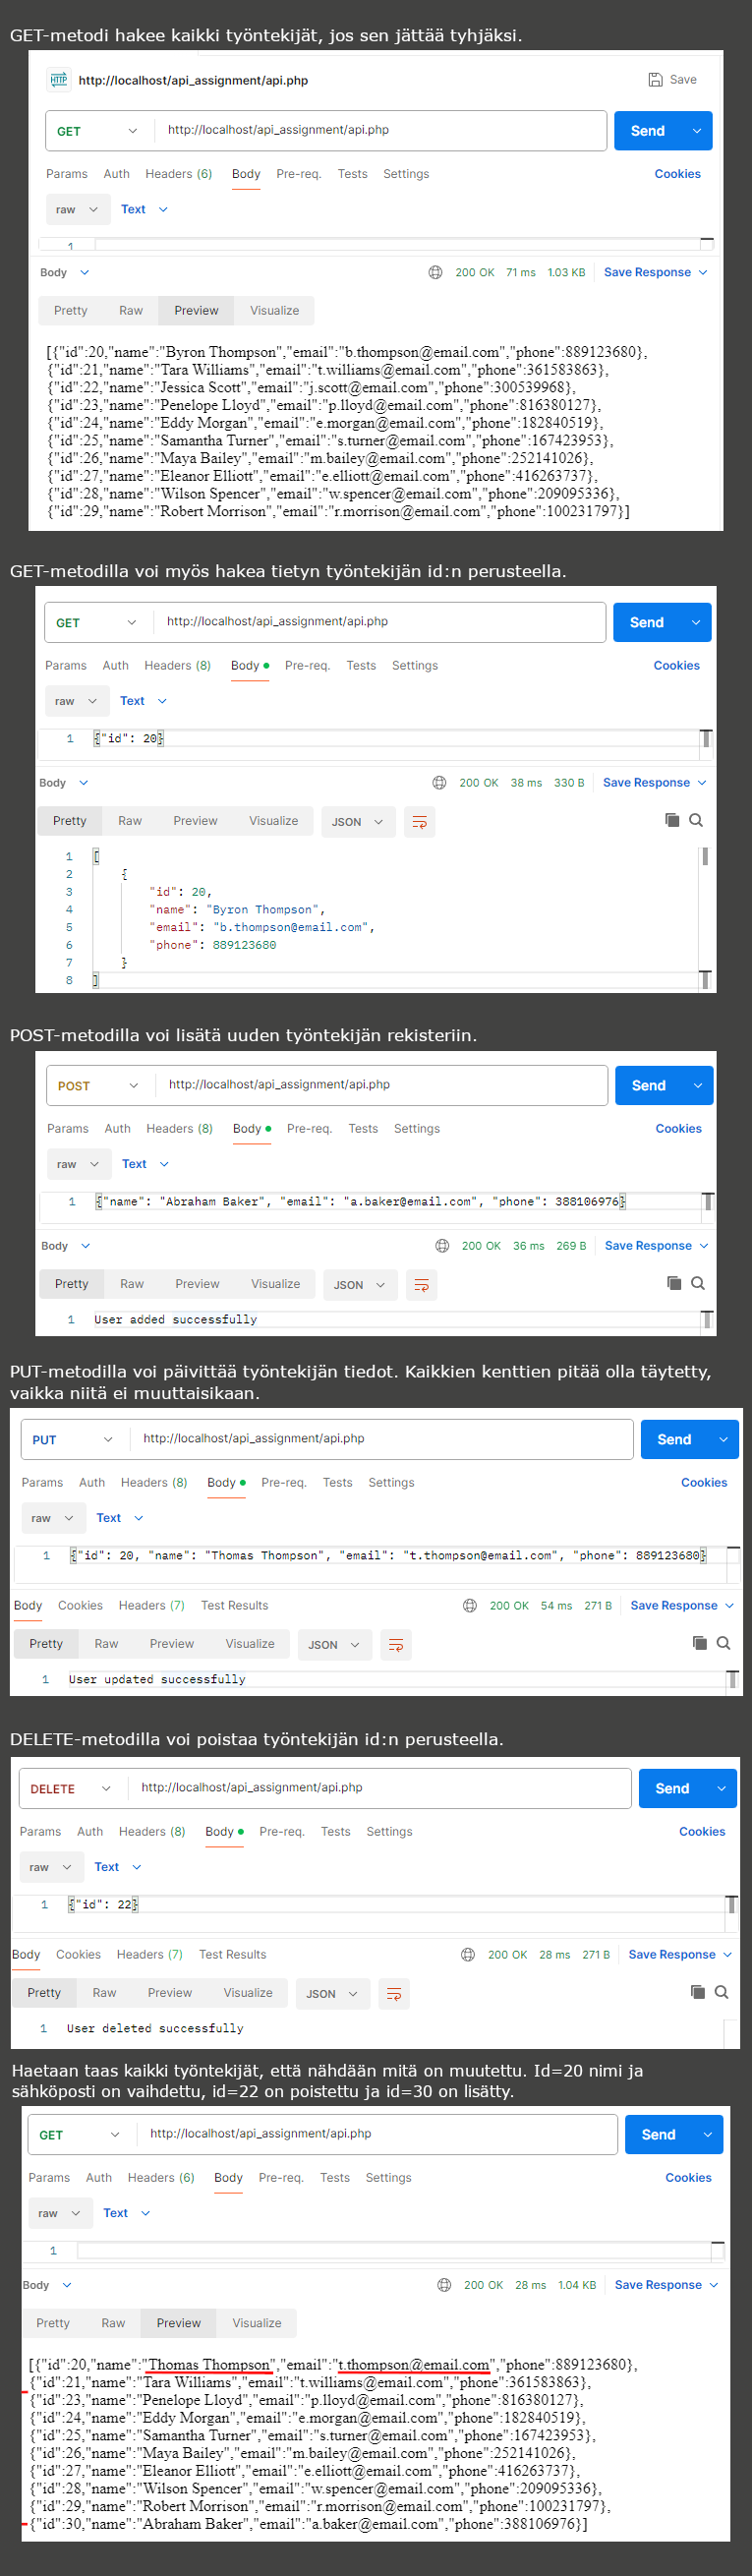 GET-metodi hakee kaikki työntekijät, jos sen jättää tyhjäksi.
HTTP http://localhost/api_assignment/api.php Save
GET http://localhost/api_assignment/api.php Send
Params Auth Headers (6) Body Pre-req. Tests Settings Cookies
raw Text
1
Body 200 OK 71 ms 1.03 KB Save Response
Pretty Raw Preview Visualize
[{"id":20,"name":"Byron Thompson","email":"b.thompson@email.com","phone":889123680},
{"id":21,"name":"Tara Williams","email":"t.williams@email.com","phone":361583863},
{"id":22,"name":"Jessica Scott","email":"j.scott@email.com","phone":300539968},
{"id":23,"name":"Penelope Lloyd","email":"p.lloyd@email.com","phone":816380127},
{"id":24,"name":"Eddy Morgan","email":"e.morgan@email.com","phone":182840519},
{"id":25,"name":"Samantha Turner","email":"s.turner@email.com","phone":167423953},
{"id":26,"name":"Maya Bailey","email":"m.bailey@email.com","phone":252141026},
{"id":27,"name":"Eleanor Elliott","email":"e.elliott@email.com","phone":416263737},
{"id":28,"name":"Wilson Spencer","email":"w.spencer@email.com","phone":209095336},
{"id":29,"name":"Robert Morrison","email":"r.morrison@email.com","phone":100231797}]
GET-metodilla voi myös hakea tietyn työntekijän id:n perusteella.
GET http://localhost/api_assignment/api.php Send
Params Auth Headers (8) Body Pre-req. Tests Settings Cookies
raw Text
1 {"id": 20}
Body 200 OK 38 ms 330 B Save Response
Pretty Raw Preview Visualize JSON
1 [
2 {
3 "id": 20,
4 "name": "Byron Thompson",
5 "email": "b.thompson@email.com",
6 "phone": 889123680
7 }
8 ]
POST-metodilla voi lisätä uuden työntekijän rekisteriin.
POST http://localhost/api_assignment/api.php Send
Params Auth Headers (8) Body Pre-req. Tests Settings Cookies
raw Text
1 {"name": "Abraham Baker", "email": "a.baker@email.com", "phone": 388106976}
Body 200 OK 36 ms 269 B Save Response
Pretty Raw Preview Visualize JSON
1 User added successfully
PUT-metodilla voi päivittää työntekijän tiedot. Kaikkien kenttien pitää olla täytetty,
vaikka niitä ei muuttaisikaan.
PUT http://localhost/api_assignment/api.php Send
Params Auth Headers (8) Body Pre-req. Tests Settings Cookies
raw Text
1 {"id": 20, "name": "Thomas Thompson", "email": "t.thompson@email.com", "phone": 889123680}
Body Cookies Headers (7) Test Results 200 OK 54 ms 271 B Save Response
Pretty Raw Preview Visualize JSON
1 User updated successfully
DELETE-metodilla voi poistaa työntekijän id:n perusteella.
DELETE http://localhost/api_assignment/api.php Send
Params Auth Headers (8) Body Pre-req. Tests Settings Cookies
raw Text
1 {"id": 22}
Body Cookies Headers (7) Test Results 200 OK 28 ms 271 B Save Response
Pretty Raw Preview Visualize JSON
1 User deleted successfully
Haetaan taas kaikki työntekijät, että nähdään mitä on muutettu. Id=20 nimi ja
sähköposti on vaihdettu, id=22 on poistettu ja id=30 on lisätty.
GET http://localhost/api_assignment/api.php Send
Params Auth Headers (6) Body Pre-req. Tests Settings Cookies
raw Text
1
Body 200 OK 28 ms 1.04 KB Save Response
Pretty Raw Preview Visualize
[{"id":20,"name":"Thomas Thompson","email":"t.thompson@email.com","phone":889123680},
{"id":21,"name":"Tara Williams","email":"t.williams@email.com","phone":361583863},
{"id":23,"name":"Penelope Lloyd","email":"p.lloyd@email.com","phone":816380127},
{"id":24,"name":"Eddy Morgan","email":"e.morgan@email.com","phone":182840519},
{"id":25,"name":"Samantha Turner","email":"s.turner@email.com","phone":167423953},
{"id":26,"name":"Maya Bailey","email":"m.bailey@email.com","phone":252141026},
{"id":27,"name":"Eleanor Elliott","email":"e.elliott@email.com","phone":416263737},
{"id":28,"name":"Wilson Spencer","email":"w.spencer@email.com","phone":209095336},
{"id":29,"name":"Robert Morrison","email":"r.morrison@email.com","phone":100231797},
{"id":30,"name":"Abraham Baker","email":"a.baker@email.com","phone":388106976}]